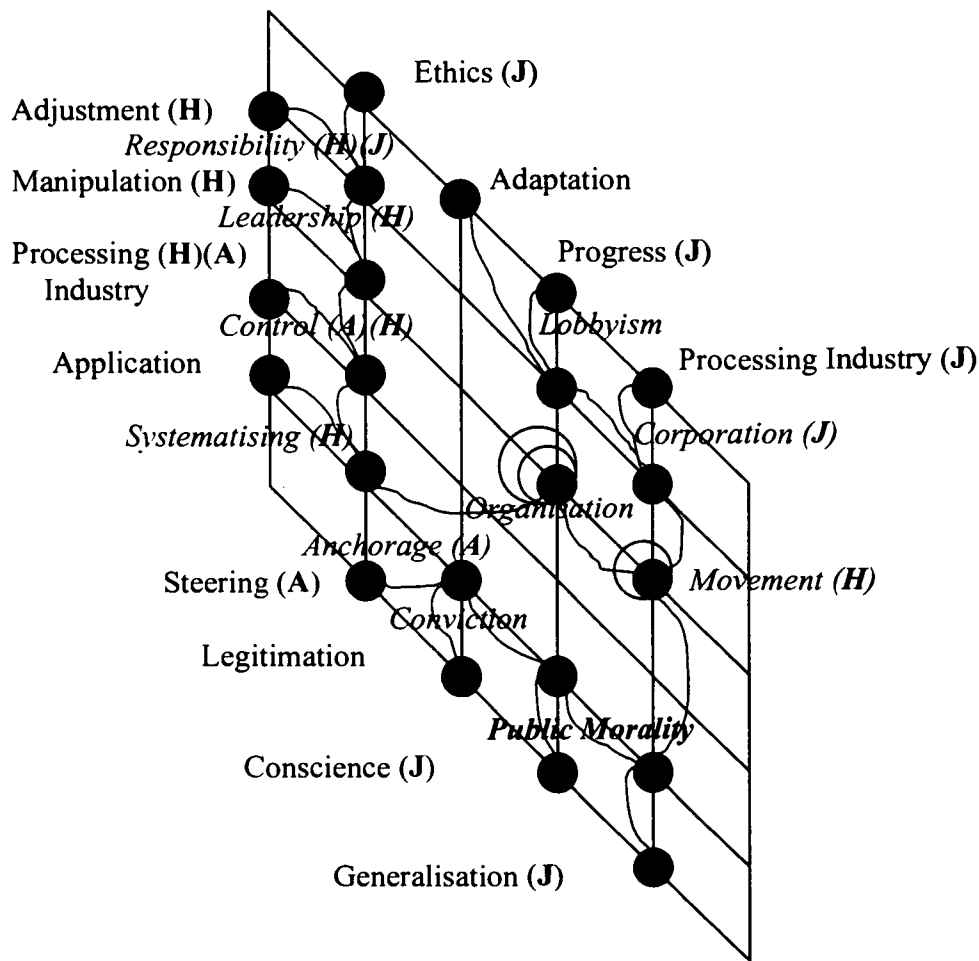 Ethics (J)
Adjustment (H)
Responsibility (H)(J)
Manipulation (H)
Adaptation
Leadership (H)
Processing (H)(A)
Industry
Progress (J)
Control (A)(H)
Lobbyism
Application
Processing Industry (J)
Systematising (H)
Corporation (J)
Organisation
Anchorage (A)
Steering (A)
Movement (H)
Conviction
Legitimation
Public Morality
Conscience (J)
Generalisation (J)